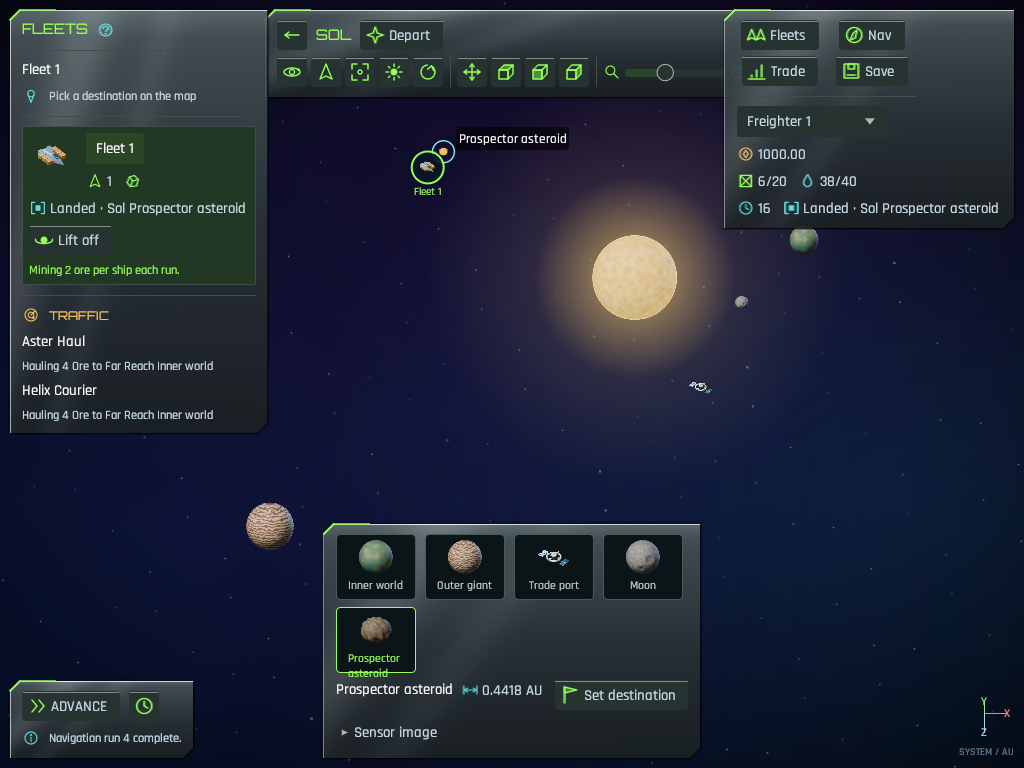 FLEETS
Fleet 1
Pick a destination on the map
Fleet 1
1
Landed · Sol Prospector asteroid
Lift off
Mining 2 ore per ship each run.
TRAFFIC
Aster Haul
Hauling 4 Ore to Far Reach Inner world
Helix Courier
Hauling 4 Ore to Far Reach Inner world
SOL
Depart
Fleets
Nav
Trade
Save
Freighter 1
1000.00
6/20
38/40
16
Landed · Sol Prospector asteroid
Prospector asteroid
Fleet 1
Inner world
Outer giant
Trade port
Moon
Prospector
asteroid
Prospector asteroid
0.4418 AU
Set destination
Sensor image
ADVANCE
Navigation run 4 complete.
Y
X
Z
SYSTEM / AU